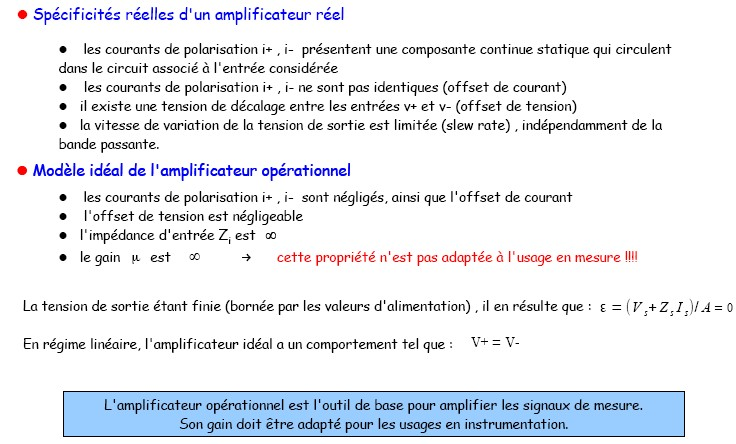 ● Spécificités réelles d'un amplificateur réel
● les courants de polarisation i+ , i- présentent une composante continue statique qui circulent
dans le circuit associé à l'entrée considérée
● les courants de polarisation i+ , i- ne sont pas identiques (offset de courant)
● il existe une tension de décalage entre les entrées v+ et v- (offset de tension)
● la vitesse de variation de la tension de sortie est limitée (slew rate) , indépendamment de la
bande passante.
● Modèle idéal de l'amplificateur opérationnel
● les courants de polarisation i+ , i- sont négligés, ainsi que l'offset de courant
● l'offset de tension est négligeable
● l'impédance d'entrée Zi est ∞
● le gain μ est ∞ → cette propriété n'est pas adaptée à l'usage en mesure !!!!
La tension de sortie étant finie (bornée par les valeurs d'alimentation) , il en résulte que : ε = (Vs + Zs Is)/ A = 0
En régime linéaire, l'amplificateur idéal a un comportement tel que : V+ = V-
L'amplificateur opérationnel est l'outil de base pour amplifier les signaux de mesure.
Son gain doit être adapté pour les usages en instrumentation.